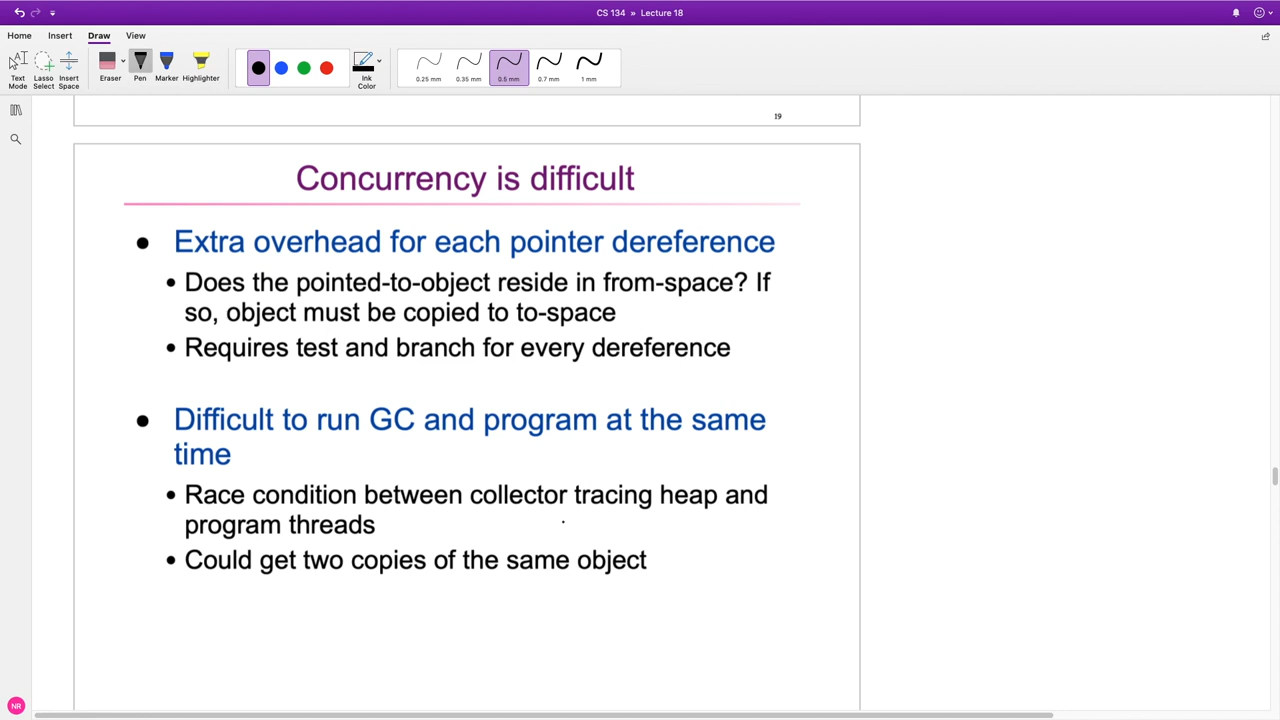 CS 134 » Lecture 18
Home Insert Draw View
Text Mode
Lasso Select
Insert Space
Eraser
Pen
Marker
Highlighter
Ink Color
0.25 mm
0.35 mm
0.5 mm
0.7 mm
1 mm
19
Concurrency is difficult
● Extra overhead for each pointer dereference
• Does the pointed-to-object reside in from-space? If
so, object must be copied to to-space
• Requires test and branch for every dereference
● Difficult to run GC and program at the same
time
• Race condition between collector tracing heap and
program threads
• Could get two copies of the same object
NR